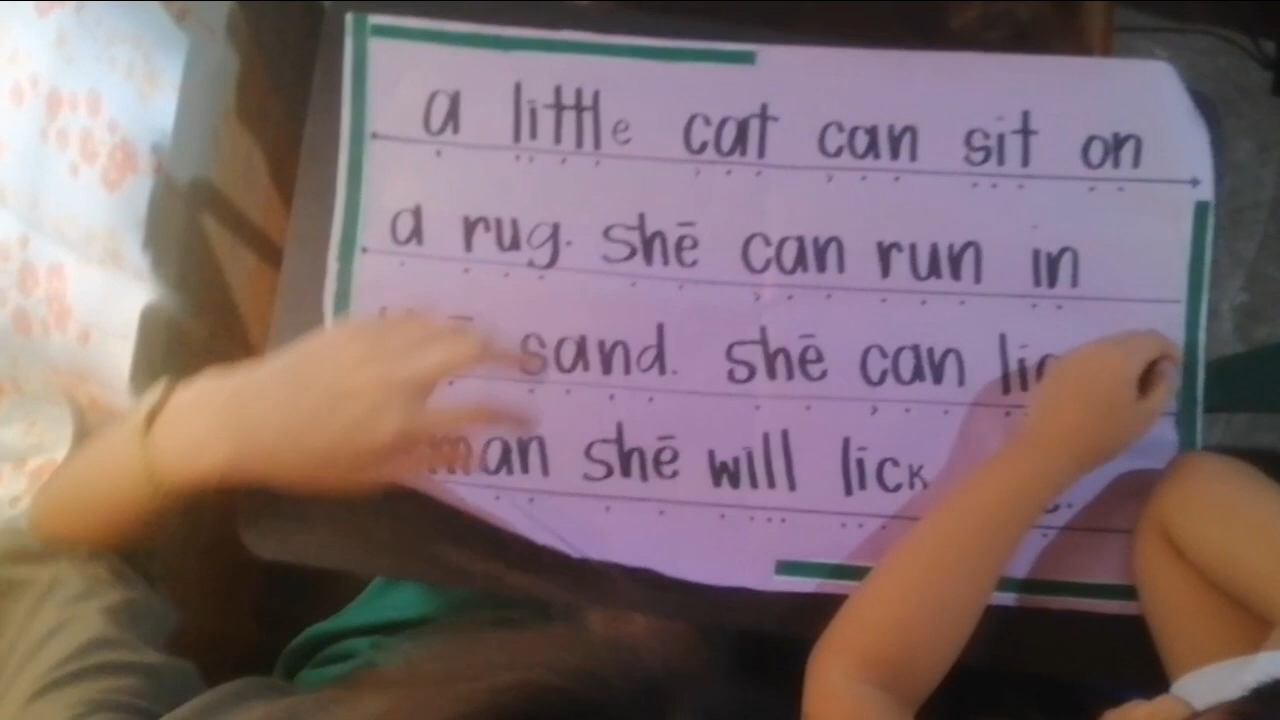 a little cat can sit on
a rug. shē can run in
sand. shē can
man shē will lick